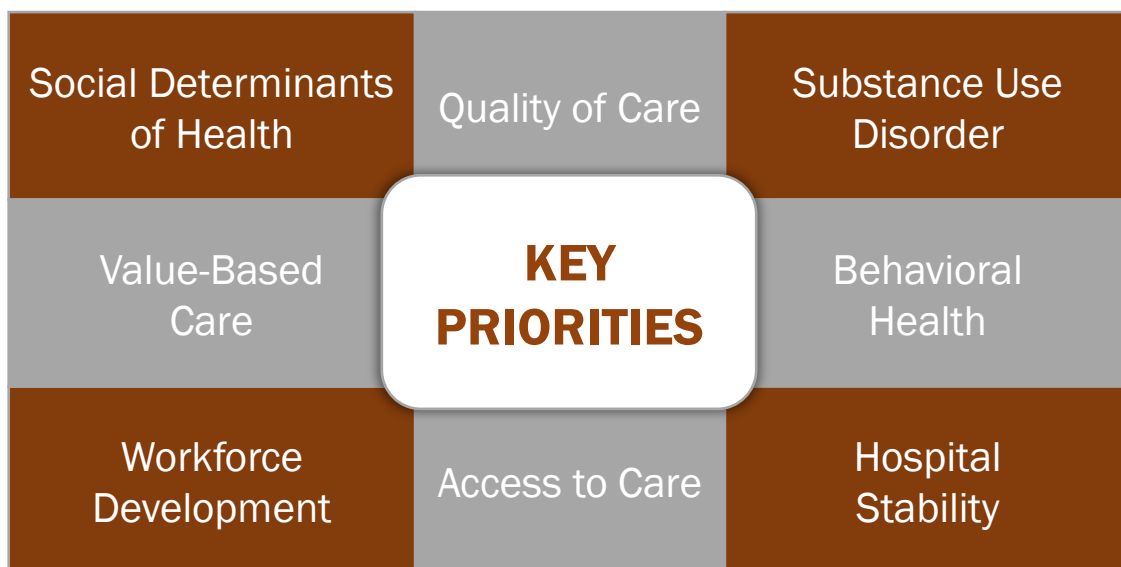 Social Determinants
of Health
Quality of Care
Substance Use
Disorder
Value-Based
Care
KEY
PRIORITIES
Behavioral
Health
Workforce
Development
Access to Care
Hospital
Stability